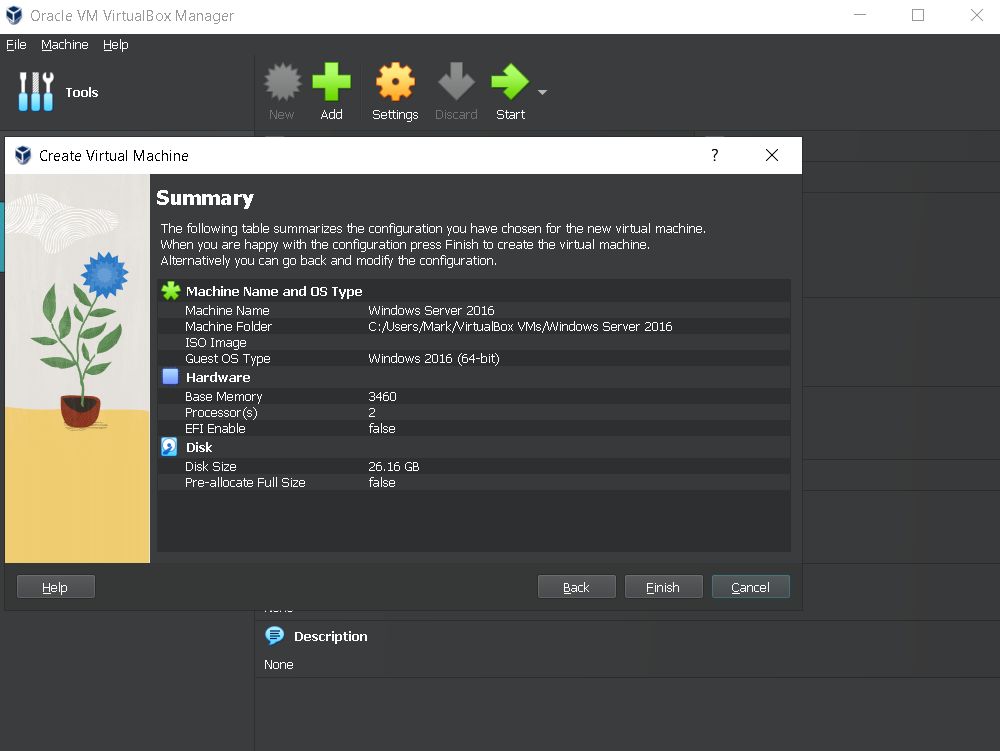 Oracle VM VirtualBox Manager
File Machine Help
Tools
New Add Settings Discard Start
Create Virtual Machine ?
Summary
The following table summarizes the configuration you have chosen for the new virtual machine.
When you are happy with the configuration press Finish to create the virtual machine.
Alternatively you can go back and modify the configuration.
Machine Name and OS Type
Machine Name Windows Server 2016
Machine Folder C:/Users/Mark/VirtualBox VMs/Windows Server 2016
ISO Image
Guest OS Type Windows 2016 (64-bit)
Hardware
Base Memory 3460
Processor(s) 2
EFI Enable false
Disk
Disk Size 26.16 GB
Pre-allocate Full Size false
Help Back Finish Cancel
Description
None